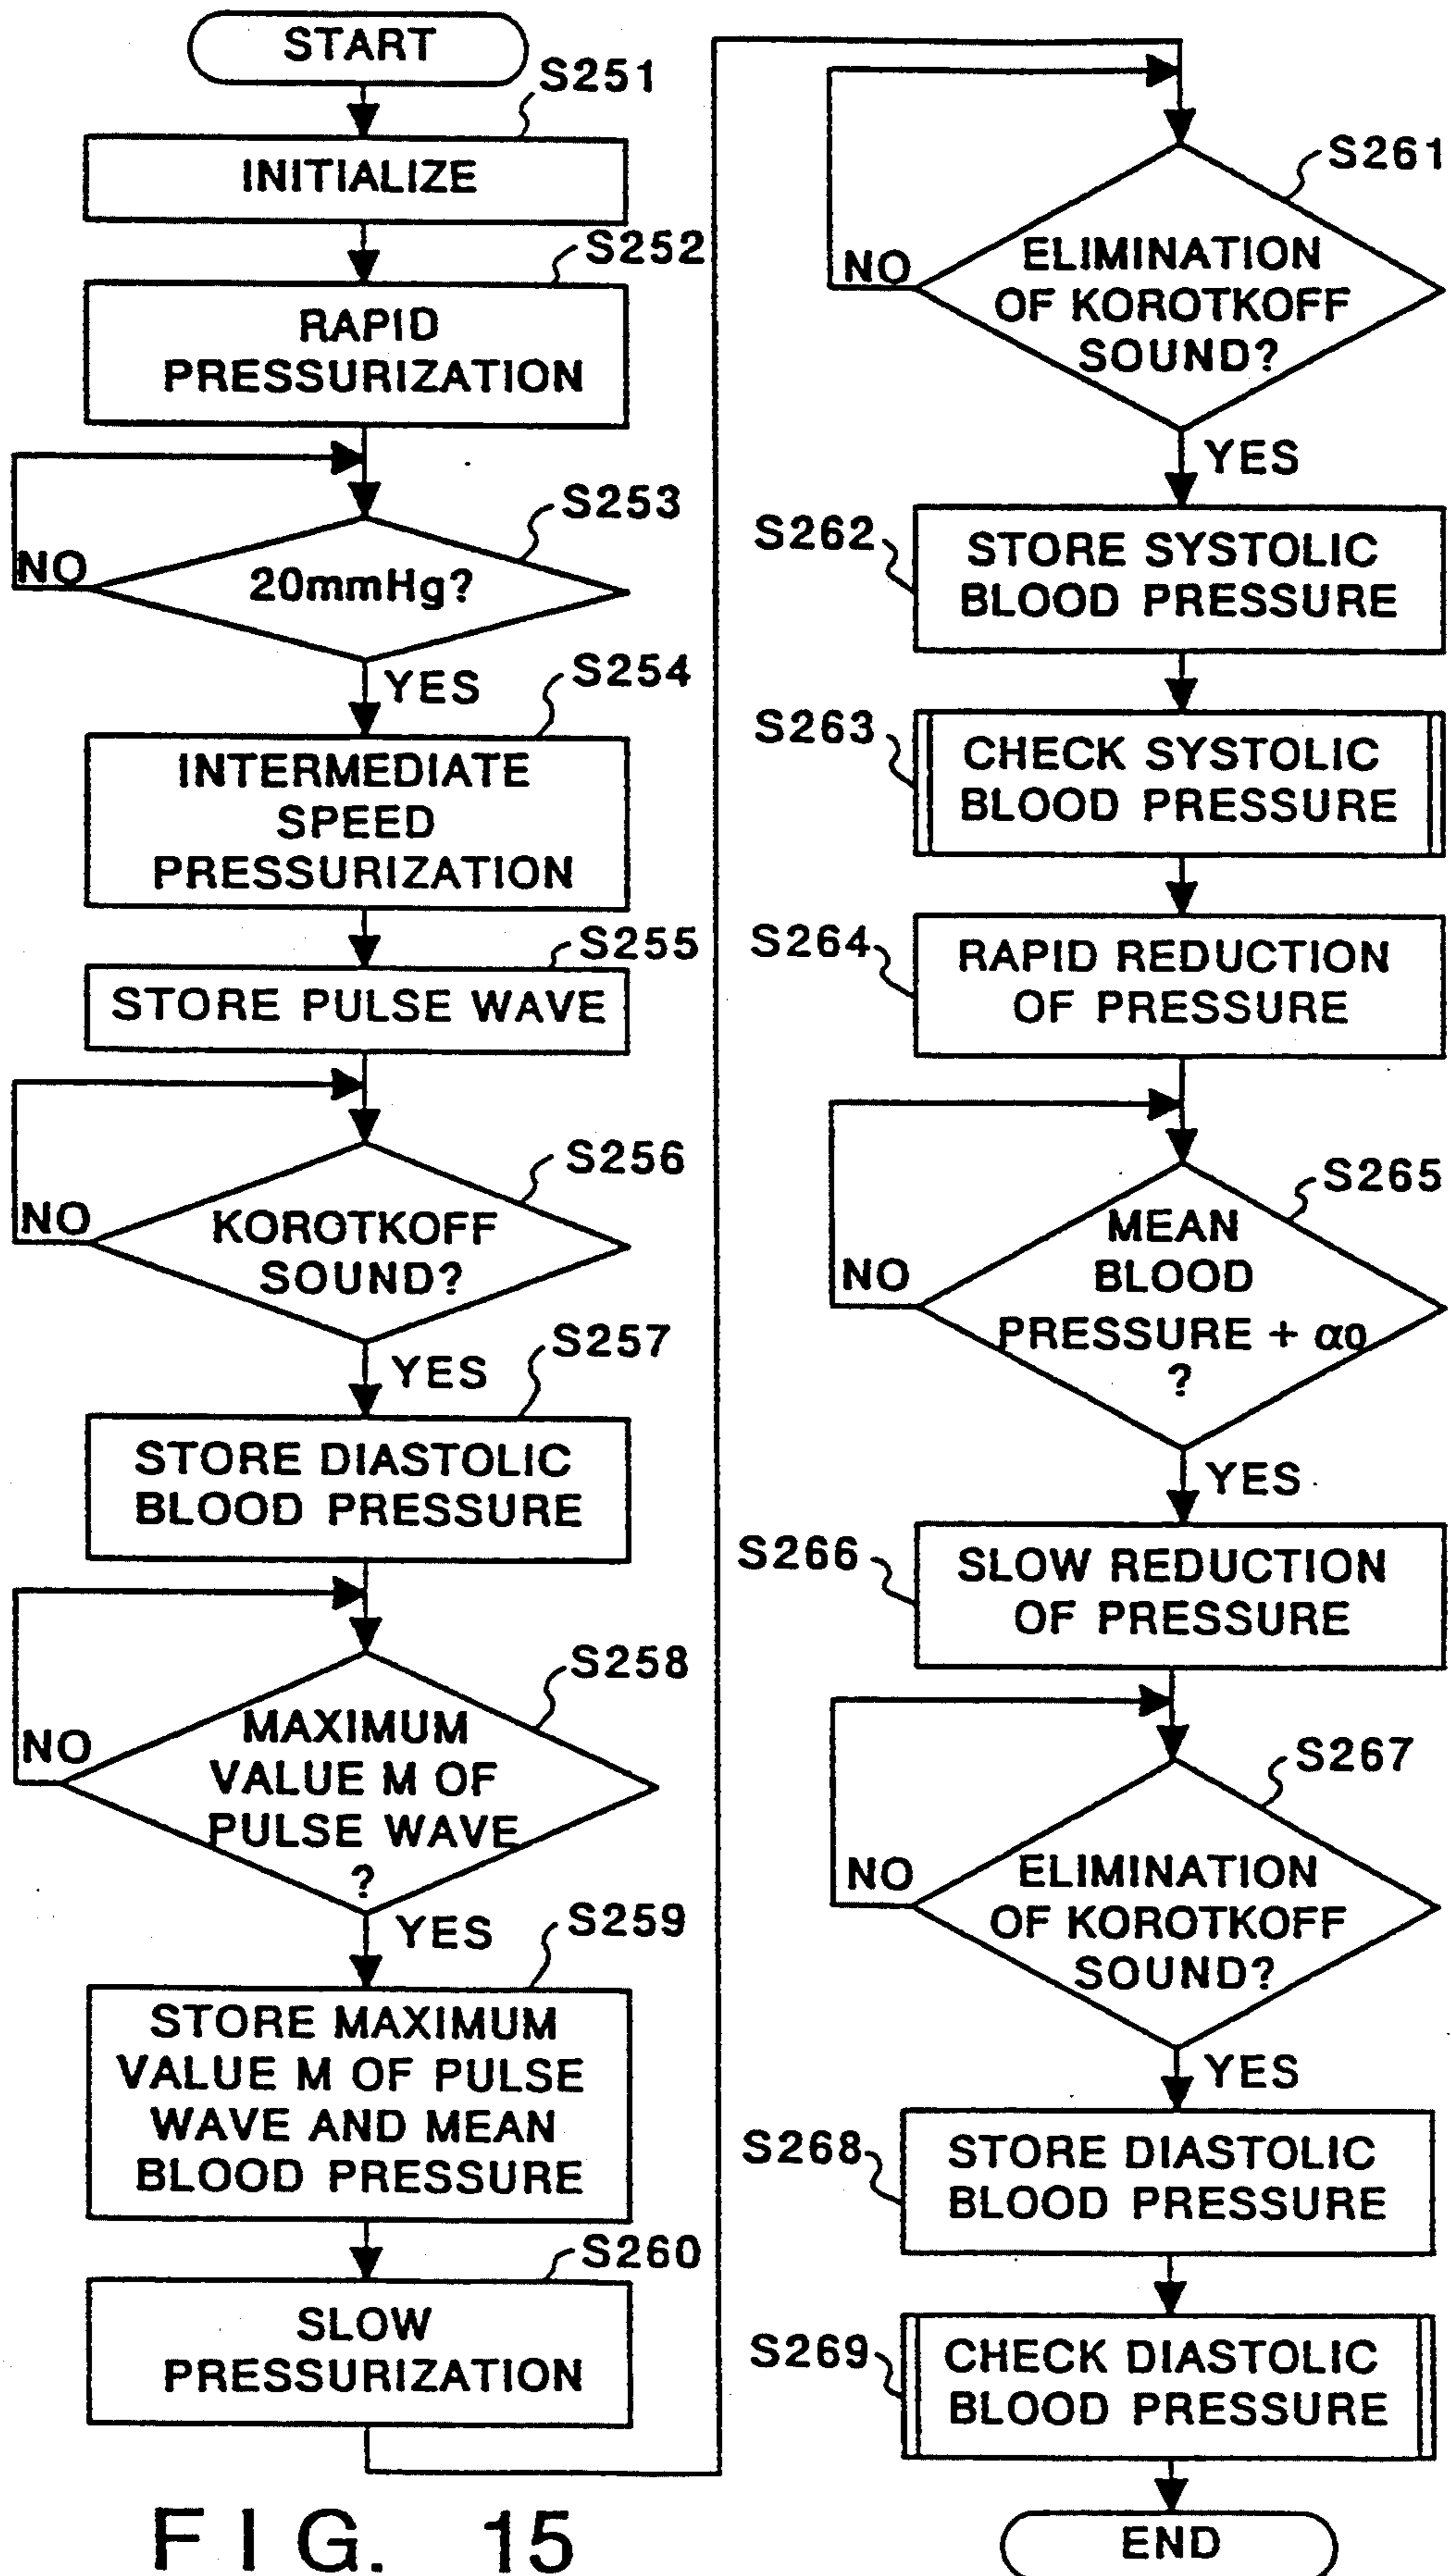 START
S251
INITIALIZE
S252
RAPID
PRESSURIZATION
S253
20mmHg?
NO
YES
S254
INTERMEDIATE
SPEED
PRESSURIZATION
S255
STORE PULSE WAVE
S256
KOROTKOFF
SOUND?
NO
YES
S257
STORE DIASTOLIC
BLOOD PRESSURE
S258
MAXIMUM
VALUE M OF
PULSE WAVE
?
NO
YES
S259
STORE MAXIMUM
VALUE M OF PULSE
WAVE AND MEAN
BLOOD PRESSURE
S260
SLOW
PRESSURIZATION
S261
ELIMINATION
OF KOROTKOFF
SOUND?
NO
YES
S262
STORE SYSTOLIC
BLOOD PRESSURE
S263
CHECK SYSTOLIC
BLOOD PRESSURE
S264
RAPID REDUCTION
OF PRESSURE
S265
MEAN
BLOOD
PRESSURE + α0
?
NO
YES
S266
SLOW REDUCTION
OF PRESSURE
S267
ELIMINATION
OF KOROTKOFF
SOUND?
NO
YES
S268
STORE DIASTOLIC
BLOOD PRESSURE
S269
CHECK DIASTOLIC
BLOOD PRESSURE
END
FIG. 15